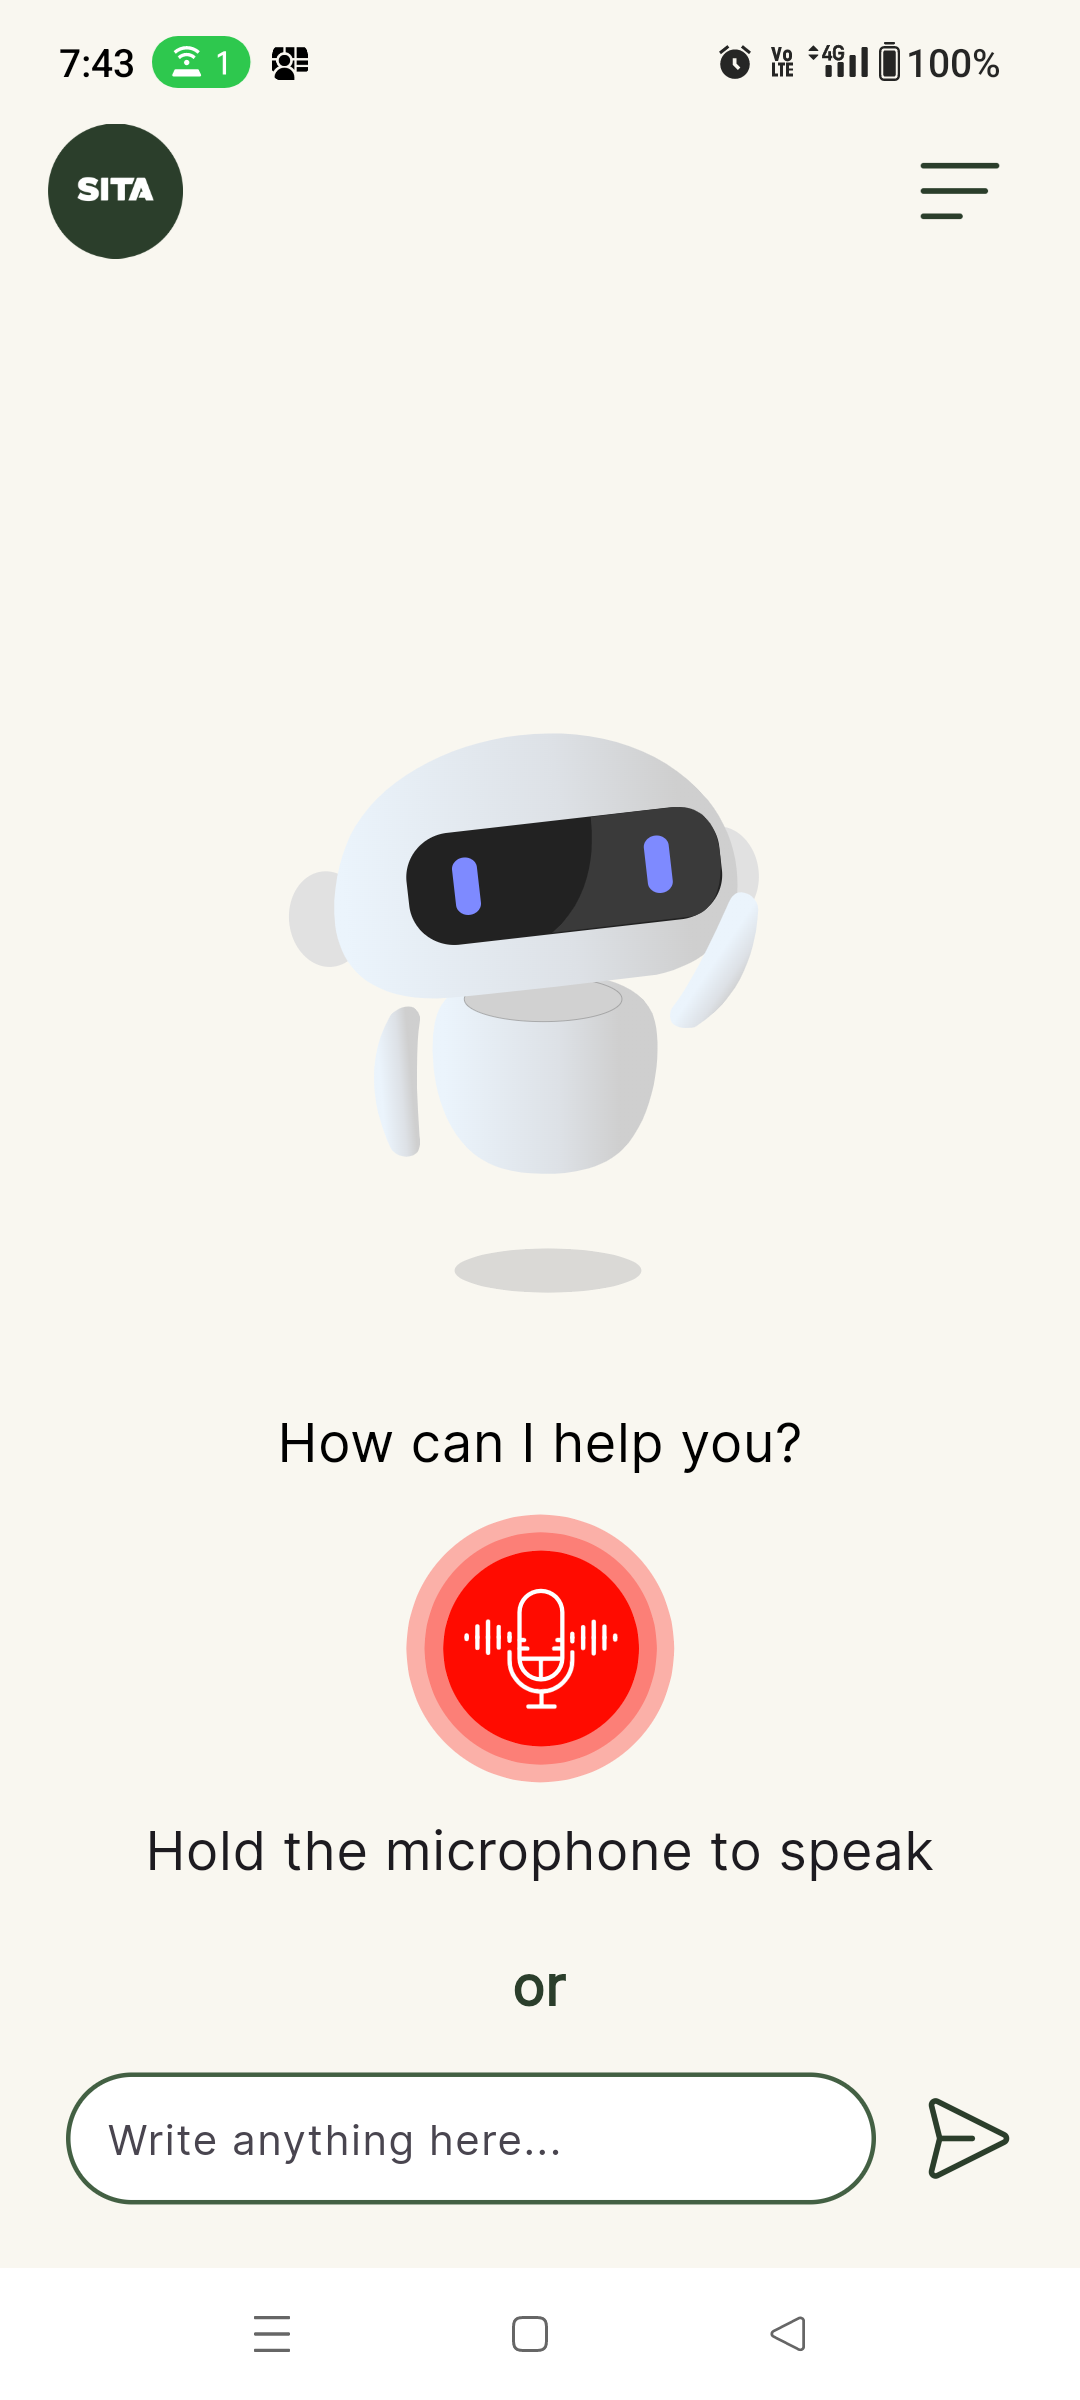 7:43 1 Vo LTE 4G 100%
SITA
How can I help you?
Hold the microphone to speak
or
Write anything here...